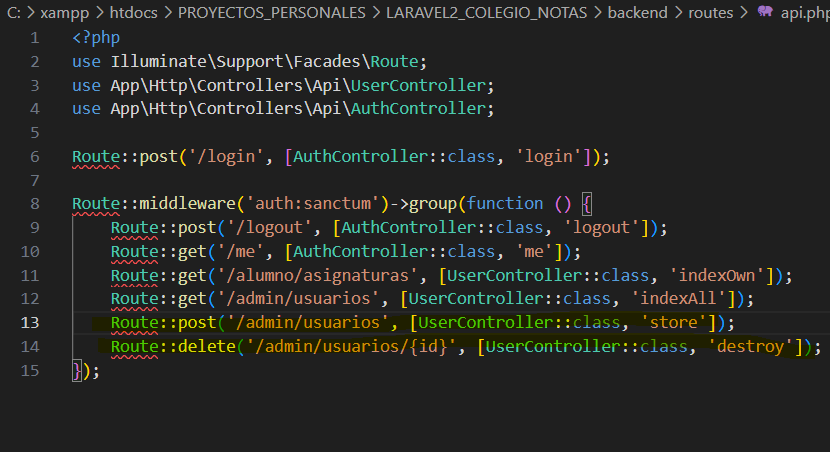 C: > xampp > htdocs > PROYECTOS_PERSONALES > LARAVEL2_COLEGIO_NOTAS > backend > routes > api.php
1 <?php
2 use Illuminate\Support\Facades\Route;
3 use App\Http\Controllers\Api\UserController;
4 use App\Http\Controllers\Api\AuthController;
5
6 Route::post('/login', [AuthController::class, 'login']);
7
8 Route::middleware('auth:sanctum')->group(function () {
9     Route::post('/logout', [AuthController::class, 'logout']);
10     Route::get('/me', [AuthController::class, 'me']);
11     Route::get('/alumno/asignaturas', [UserController::class, 'indexOwn']);
12     Route::get('/admin/usuarios', [UserController::class, 'indexAll']);
13     Route::post('/admin/usuarios', [UserController::class, 'store']);
14     Route::delete('/admin/usuarios/{id}', [UserController::class, 'destroy']);
15 });